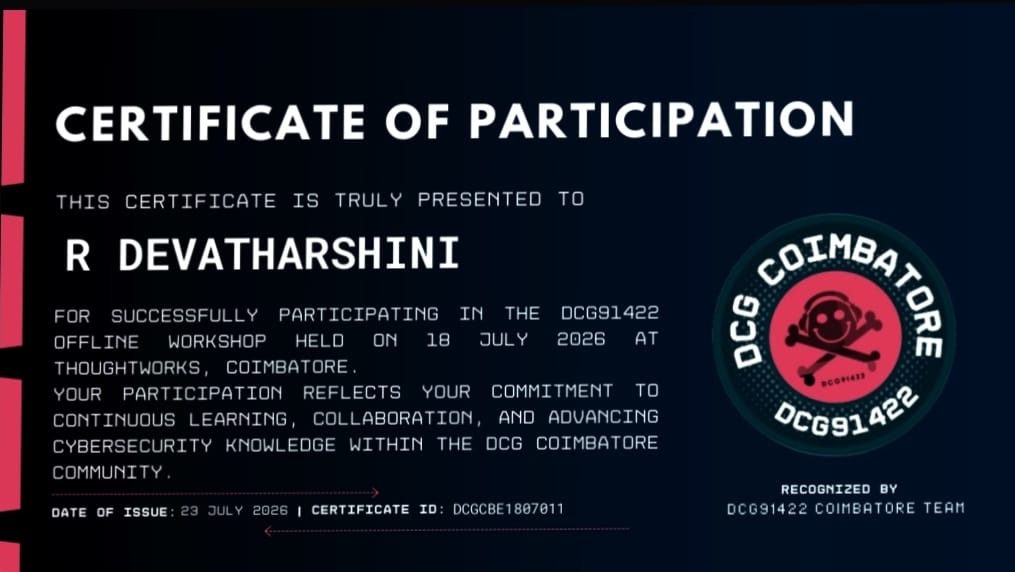 CERTIFICATE OF PARTICIPATION
THIS CERTIFICATE IS TRULY PRESENTED TO
R DEVATHARSHINI
FOR SUCCESSFULLY PARTICIPATING IN THE DCG91422
OFFLINE WORKSHOP HELD ON 18 JULY 2026 AT
THOUGHTWORKS, COIMBATORE.
YOUR PARTICIPATION REFLECTS YOUR COMMITMENT TO
CONTINUOUS LEARNING, COLLABORATION, AND ADVANCING
CYBERSECURITY KNOWLEDGE WITHIN THE DCG COIMBATORE
COMMUNITY.
DATE OF ISSUE: 23 JULY 2026 | CERTIFICATE ID: DCGCBE1807011
DCG COIMBATORE
DCG91422
DCG91422
RECOGNIZED BY
DCG91422 COIMBATORE TEAM